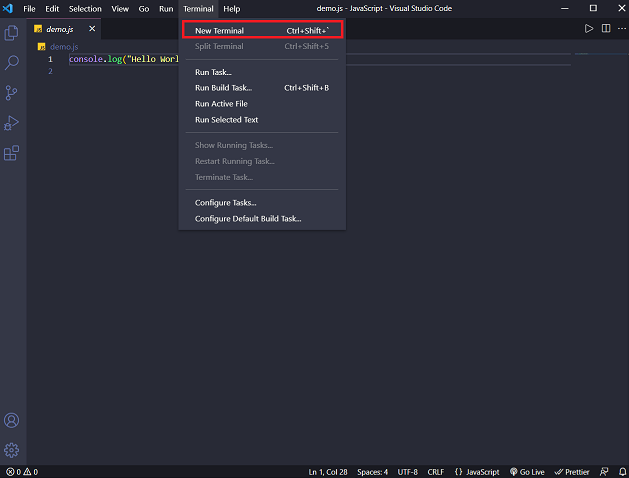 File Edit Selection View Go Run Terminal Help demo.js - JavaScript - Visual Studio Code
JS demo.js
JS demo.js
1 console.log("Hello Worl
2
New Terminal Ctrl+Shift+`
Split Terminal Ctrl+Shift+5
Run Task...
Run Build Task... Ctrl+Shift+B
Run Active File
Run Selected Text
Show Running Tasks...
Restart Running Task...
Terminate Task...
Configure Tasks...
Configure Default Build Task...
0 0 Ln 1, Col 28 Spaces: 4 UTF-8 CRLF {} JavaScript Go Live Prettier